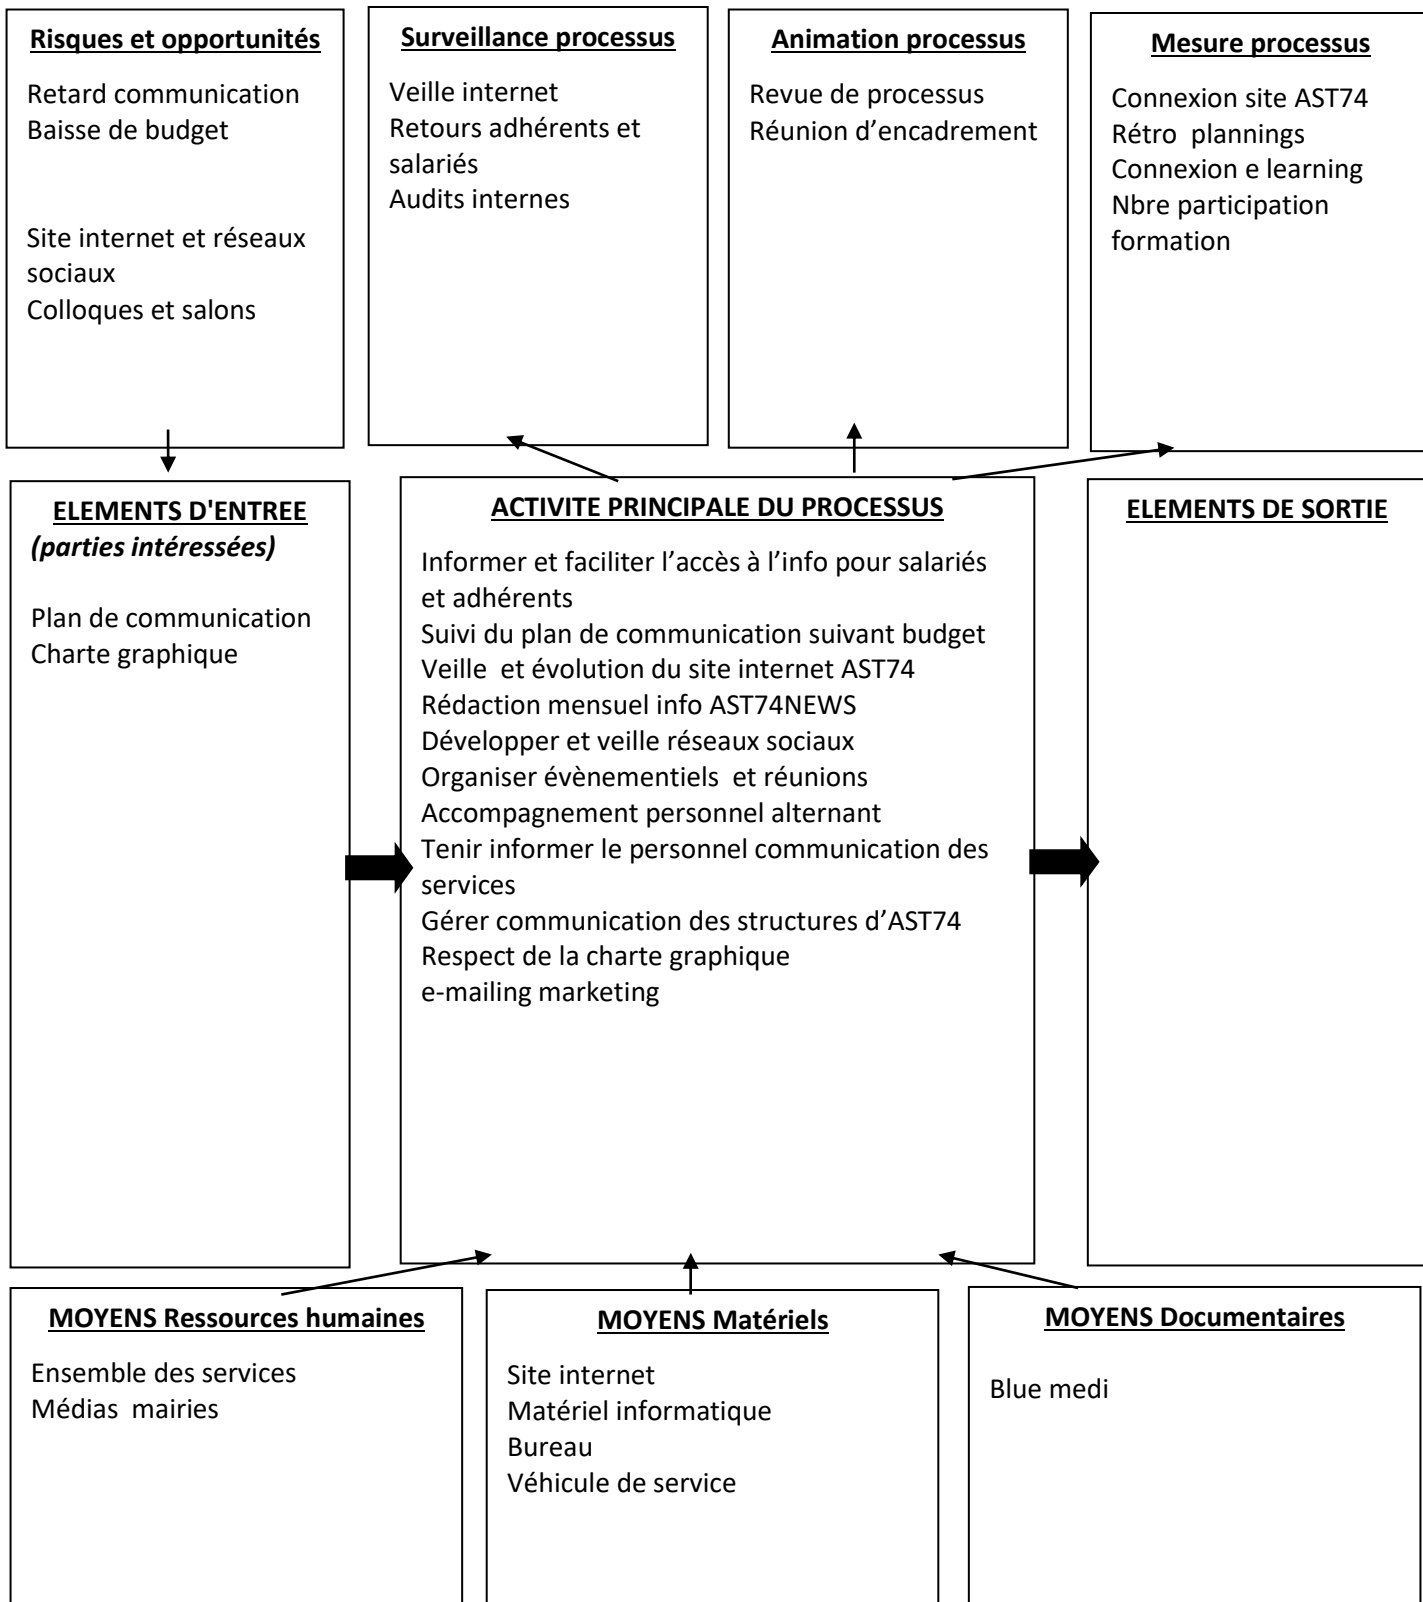 Risques et opportunités
Retard communication
Baisse de budget
Site internet et réseaux
sociaux
Colloques et salons
Surveillance processus
Veille internet
Retours adhérents et
salariés
Audits internes
Animation processus
Revue de processus
Réunion d’encadrement
Mesure processus
Connexion site AST74
Rétro  plannings
Connexion e learning
Nbre participation
formation
ELEMENTS D'ENTREE
(parties intéressées)
Plan de communication
Charte graphique
ACTIVITE PRINCIPALE DU PROCESSUS
Informer et faciliter l’accès à l’info pour salariés
et adhérents
Suivi du plan de communication suivant budget
Veille  et évolution du site internet AST74
Rédaction mensuel info AST74NEWS
Développer et veille réseaux sociaux
Organiser évènementiels  et réunions
Accompagnement personnel alternant
Tenir informer le personnel communication des
services
Gérer communication des structures d’AST74
Respect de la charte graphique
e-mailing marketing
ELEMENTS DE SORTIE
MOYENS Ressources humaines
Ensemble des services
Médias  mairies
MOYENS Matériels
Site internet
Matériel informatique
Bureau
Véhicule de service
MOYENS Documentaires
Blue medi